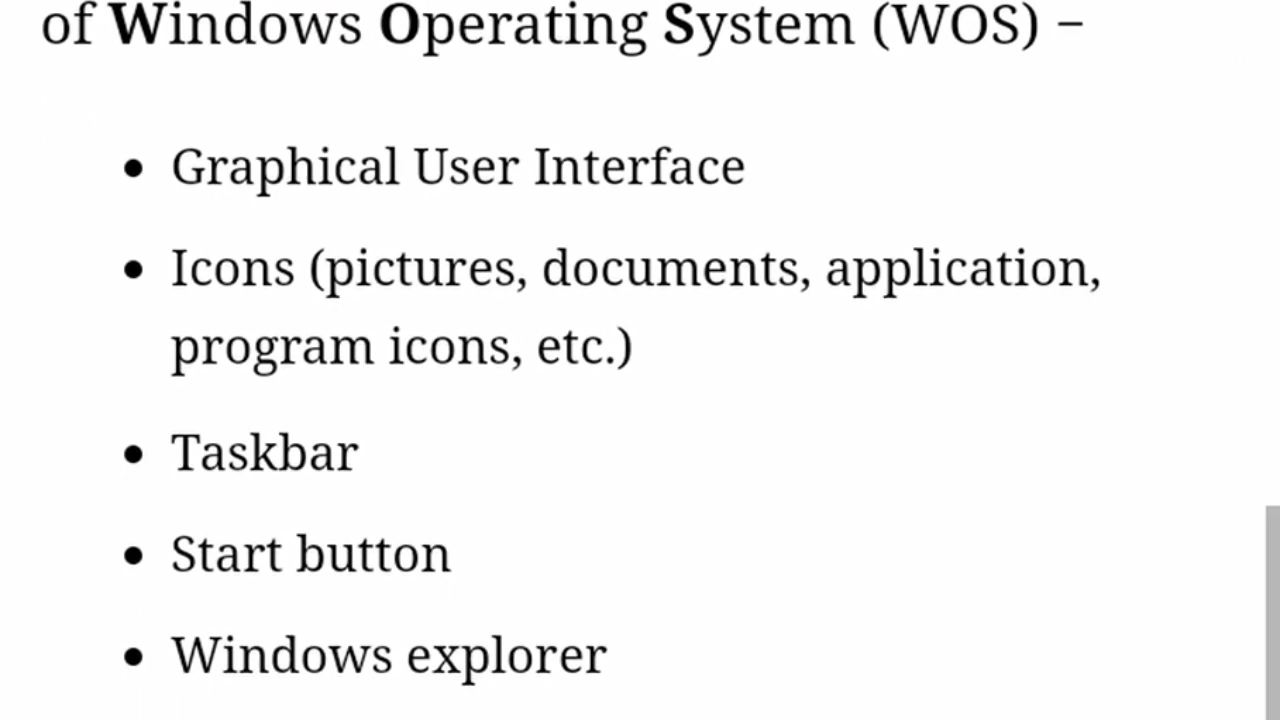 of Windows Operating System (WOS) −
• Graphical User Interface
• Icons (pictures, documents, application,
program icons, etc.)
• Taskbar
• Start button
• Windows explorer